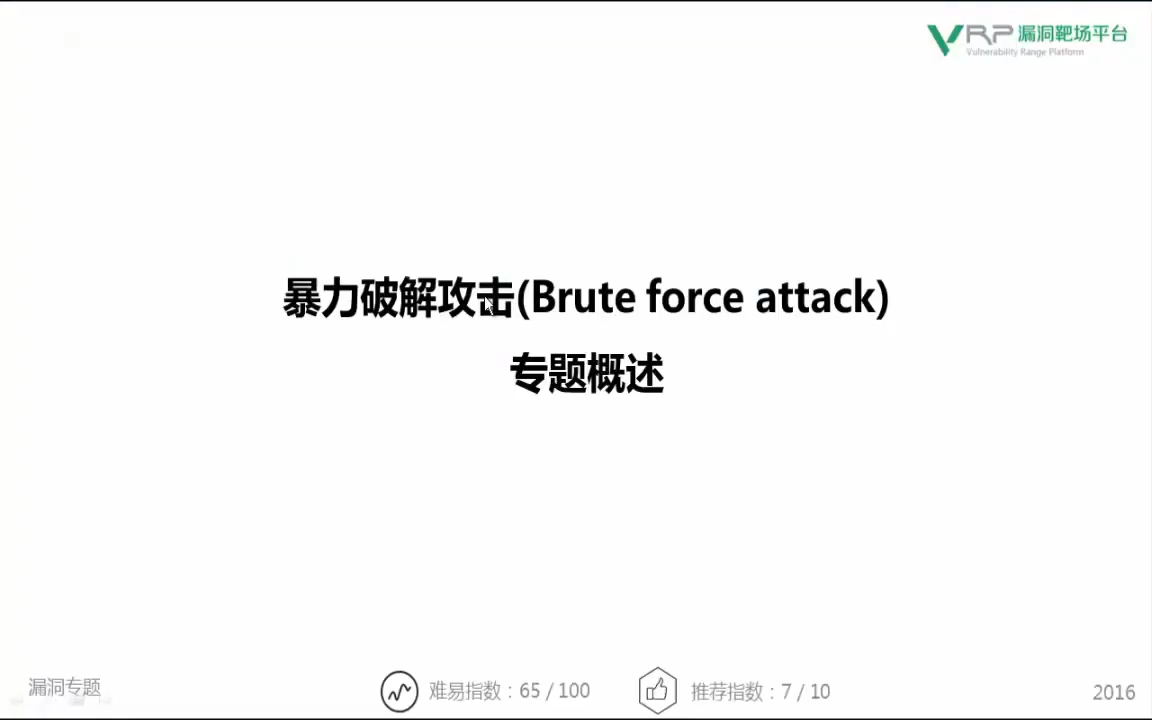 VRP 漏洞靶场平台
Vulnerability Range Platform
暴力破解攻击(Brute force attack)
专题概述
漏洞专题
难易指数：65 / 100
推荐指数：7 / 10
2016